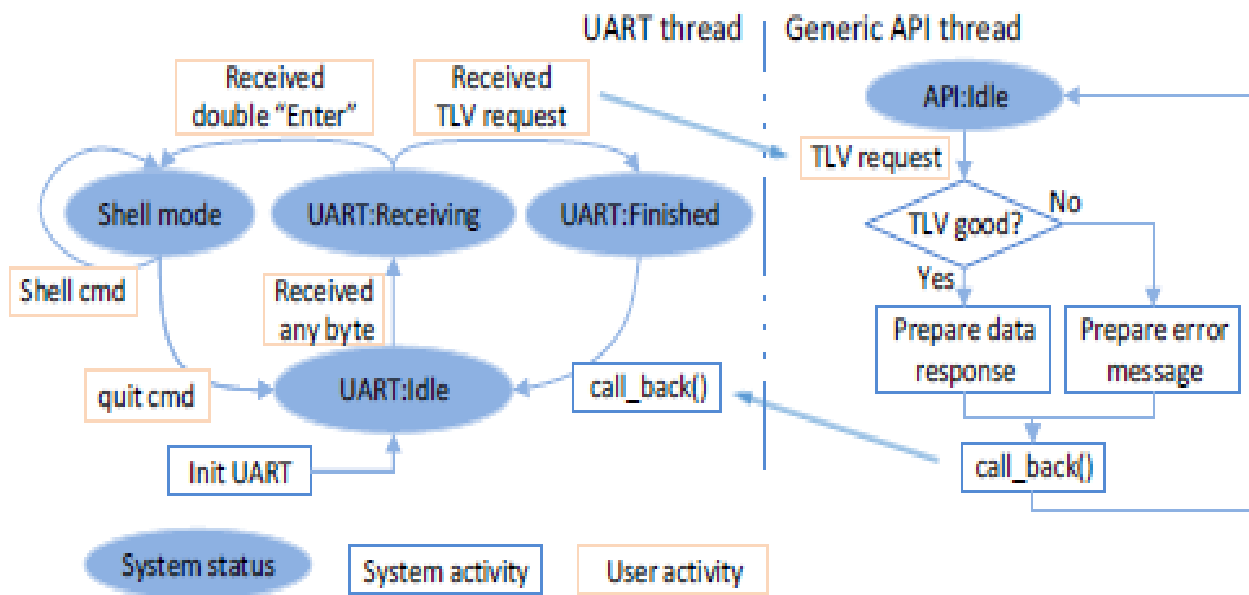 UART thread
Generic API thread
Received
double "Enter"
Received
TLV request
API:Idle
TLV request
Shell mode
UART:Receiving
UART:Finished
TLV good?
No
Yes
Shell cmd
Received
any byte
Prepare data
response
Prepare error
message
quit cmd
UART:Idle
call_back()
Init UART
call_back()
System status
System activity
User activity